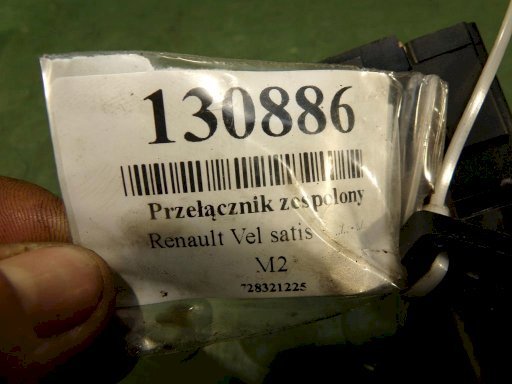 130886
Przełącznik zespolony
Renault Vel satis
M2
728321225